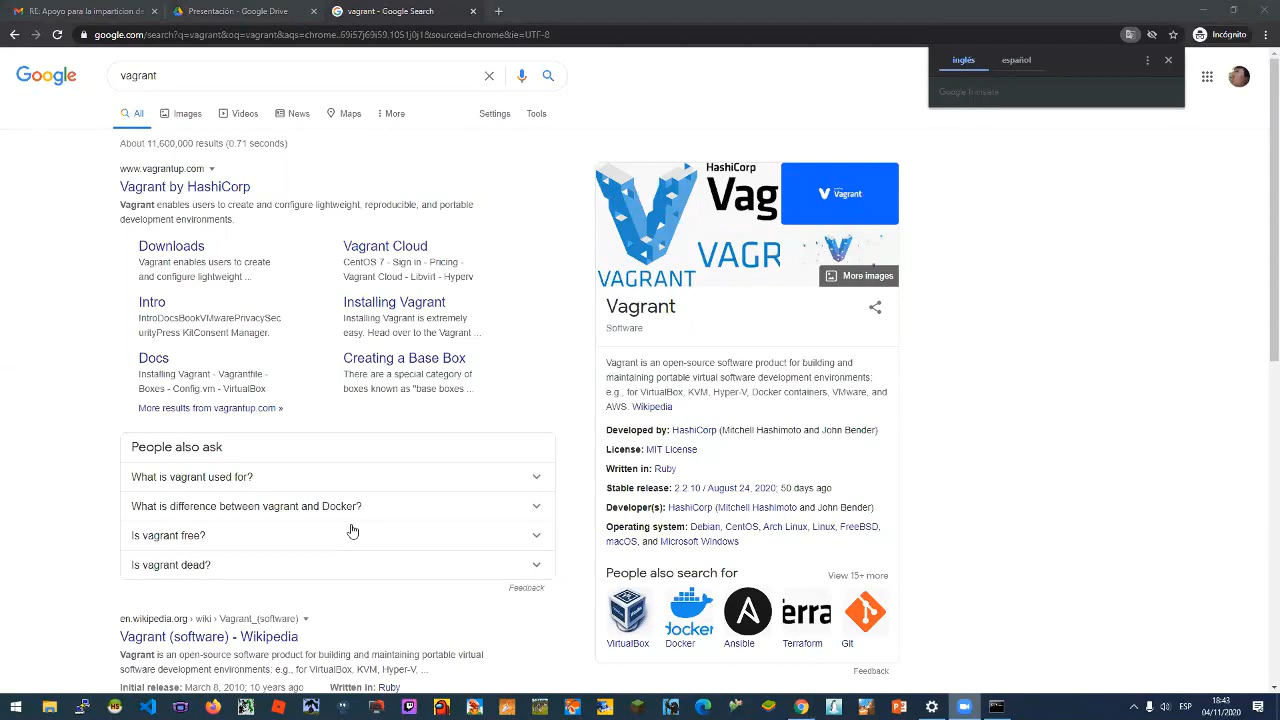 RE: Apoyo para la impartición de
Presentación - Google Drive
vagrant - Google Search
google.com/search?q=vagrant&oq=vagrant&aqs=chrome..69i57j69i59.1051j0j1&sourceid=chrome&ie=UTF-8
Incógnito
inglés
español
Google Translate
Google
vagrant
All
Images
Videos
News
Maps
More
Settings
Tools
About 11,600,000 results (0.71 seconds)
www.vagrantup.com
Vagrant by HashiCorp
Vagrant enables users to create and configure lightweight, reproducible, and portable
development environments.
Downloads
Vagrant enables users to create
and configure lightweight ...
Vagrant Cloud
CentOS 7 - Sign in - Pricing -
Vagrant Cloud - Libvirt - Hyperv
Intro
IntroDocsBookVMwarePrivacySec
urityPress KitConsent Manager.
Installing Vagrant
Installing Vagrant is extremely
easy. Head over to the Vagrant ...
Docs
Installing Vagrant - Vagrantfile -
Boxes - Config.vm - VirtualBox
Creating a Base Box
There are a special category of
boxes known as "base boxes ...
More results from vagrantup.com »
People also ask
What is vagrant used for?
What is difference between vagrant and Docker?
Is vagrant free?
Is vagrant dead?
Feedback
en.wikipedia.org › wiki › Vagrant_(software)
Vagrant (software) - Wikipedia
Vagrant is an open-source software product for building and maintaining portable virtual
software development environments; e.g., for VirtualBox, KVM, Hyper-V, ...
Initial release: March 8, 2010; 10 years ago
Written in: Ruby
VAGRANT
HashiCorp
Vag
VAGR
Vagrant
More images
Vagrant
Software
Vagrant is an open-source software product for building and
maintaining portable virtual software development environments;
e.g., for VirtualBox, KVM, Hyper-V, Docker containers, VMware, and
AWS. Wikipedia
Developed by: HashiCorp (Mitchell Hashimoto and John Bender)
License: MIT License
Written in: Ruby
Stable release: 2.2.10 / August 24, 2020; 50 days ago
Developer(s): HashiCorp (Mitchell Hashimoto and John Bender)
Operating system: Debian, CentOS, Arch Linux, Linux, FreeBSD,
macOS, and Microsoft Windows
People also search for
View 15+ more
docker
erra
VirtualBox
Docker
Ansible
Terraform
Git
Feedback
ESP
18:43
04/11/2020